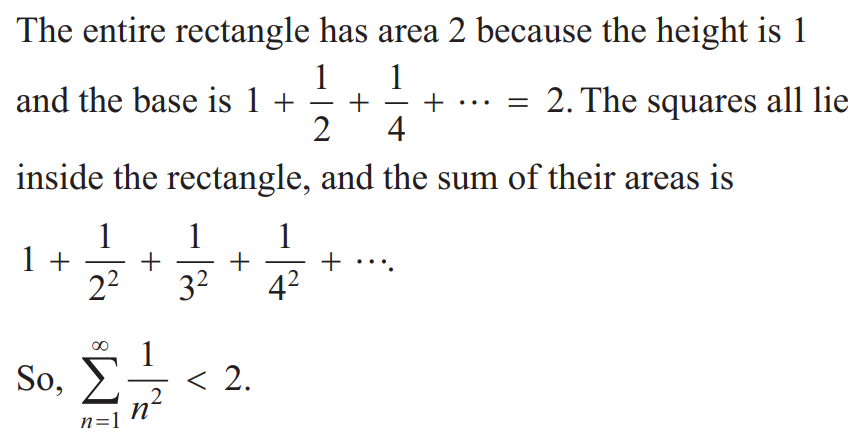 The entire rectangle has area 2 because the height is 1
and the base is 1 + 1/2 + 1/4 + ⋯ = 2. The squares all lie
inside the rectangle, and the sum of their areas is
1 + 1/2² + 1/3² + 1/4² + ⋯.
So, ∑_{n=1}^{∞} 1/n² < 2.